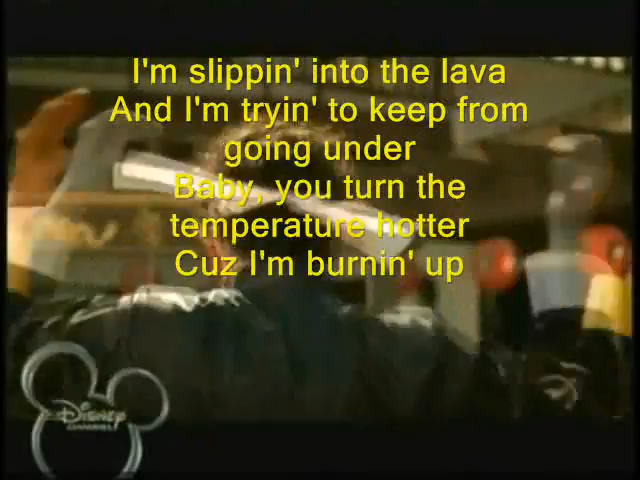 I'm slippin' into the lava
And I'm tryin' to keep from
going under
Baby, you turn the
temperature hotter
Cuz I'm burnin' up
Disney
CHANNEL